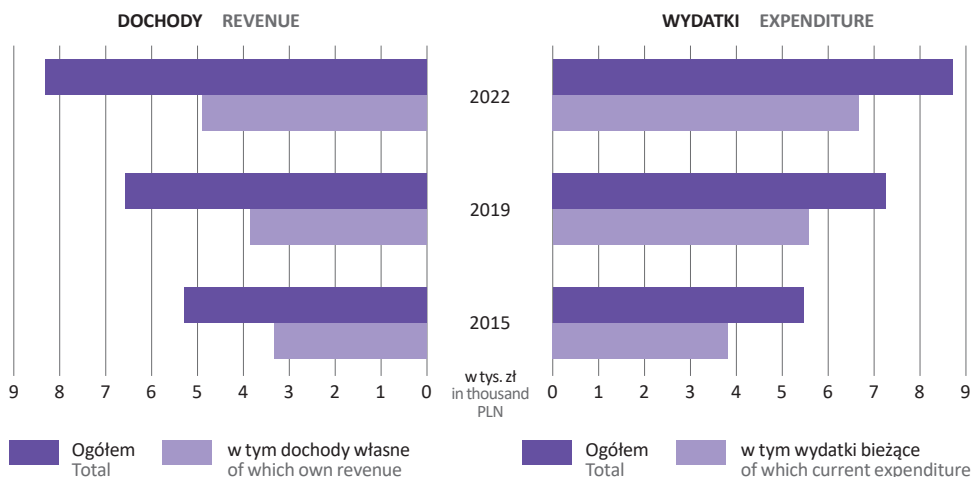 DOCHODY REVENUE
WYDATKI EXPENDITURE
2022
2019
2015
9 8 7 6 5 4 3 2 1 0
w tys. zł
in thousand
PLN
0 1 2 3 4 5 6 7 8 9
Ogółem
Total
w tym dochody własne
of which own revenue
Ogółem
Total
w tym wydatki bieżące
of which current expenditure